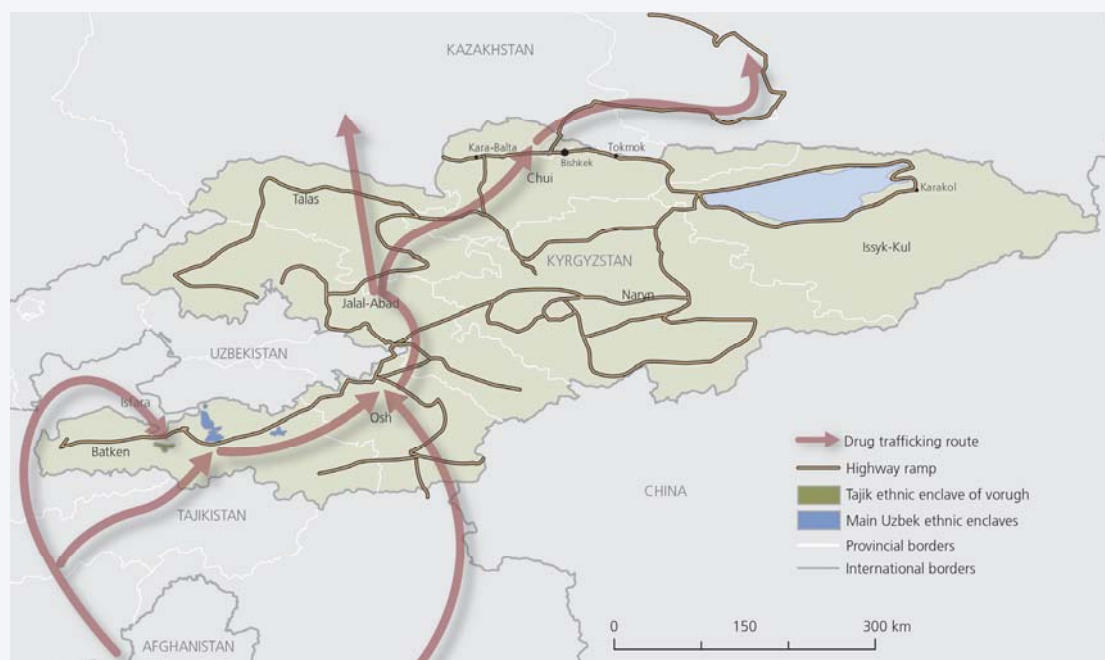 KAZAKHSTAN
Kara-Balta
Bishkek
Tokmok
Chui
Talas
Karakol
Issyk-Kul
KYRGYZSTAN
Naryn
Jalal-Abad
UZBEKISTAN
Isfara
Osh
Batken
TAJIKISTAN
CHINA
AFGHANISTAN
Drug trafficking route
Highway ramp
Tajik ethnic enclave of vorugh
Main Uzbek ethnic enclaves
Provincial borders
International borders
0 150 300 km